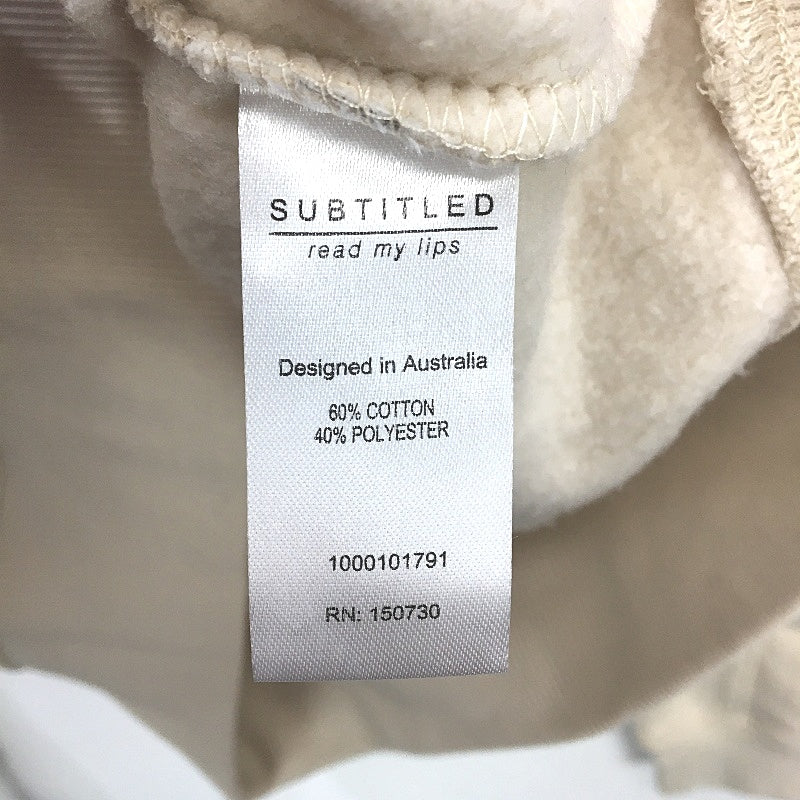 SUBTITLED
read my lips
Designed in Australia
60% COTTON
40% POLYESTER
1000101791
RN: 150730